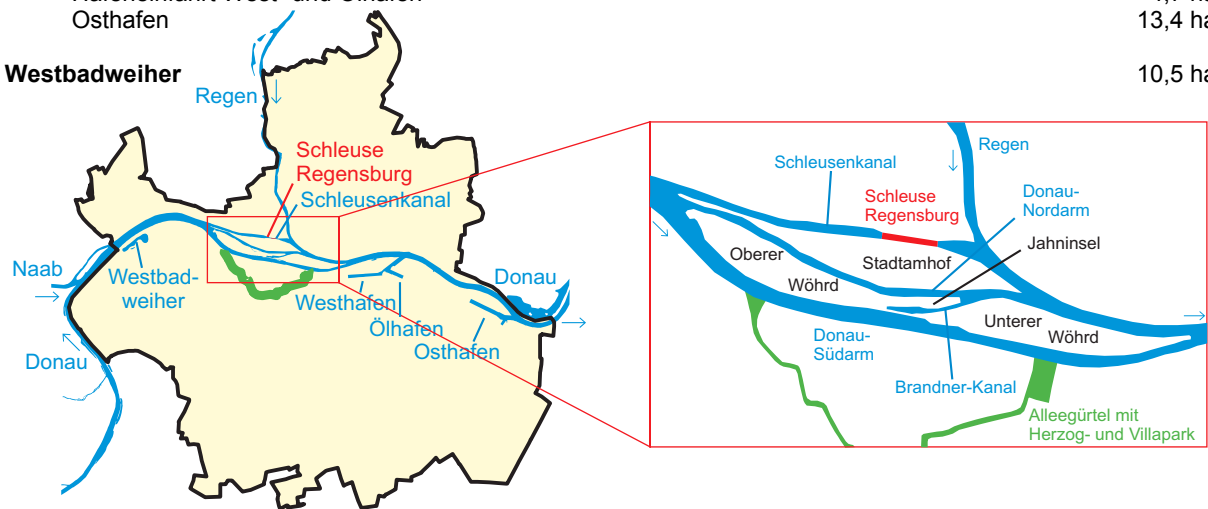 Osthafen 13,4 ha
Westbadweiher 10,5 ha
Regen
Schleuse
Regensburg
Schleusenkanal
Naab
Westbad-
weiher
Westhafen
Ölhafen
Osthafen
Donau
Donau
Schleusenkanal
Regen
Schleuse
Regensburg
Donau-
Nordarm
Jahninsel
Oberer
Wöhrd
Stadtamhof
Unterer
Wöhrd
Donau-
Südarm
Brandner-Kanal
Alleegürtel mit
Herzog- und Villapark